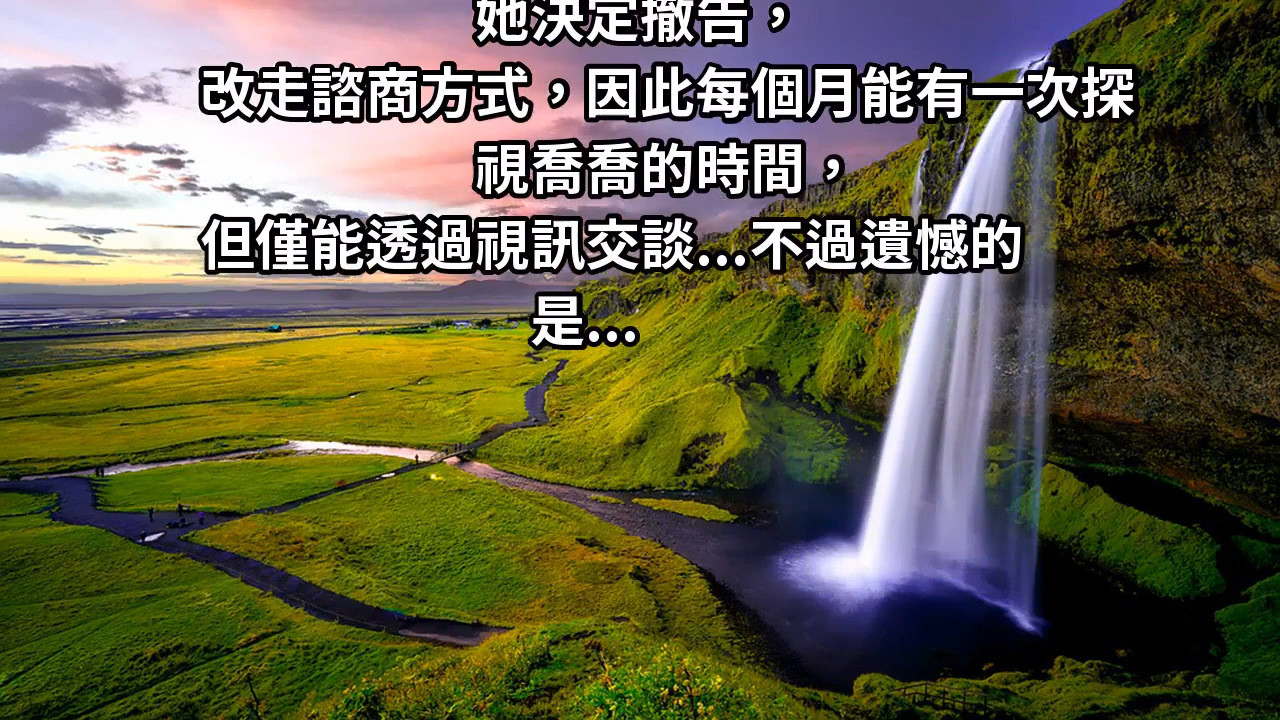 她決定撤告，
改走諮商方式，因此每個月能有一次探
視喬喬的時間，
但僅能透過視訊交談...不過遺憾的
是...